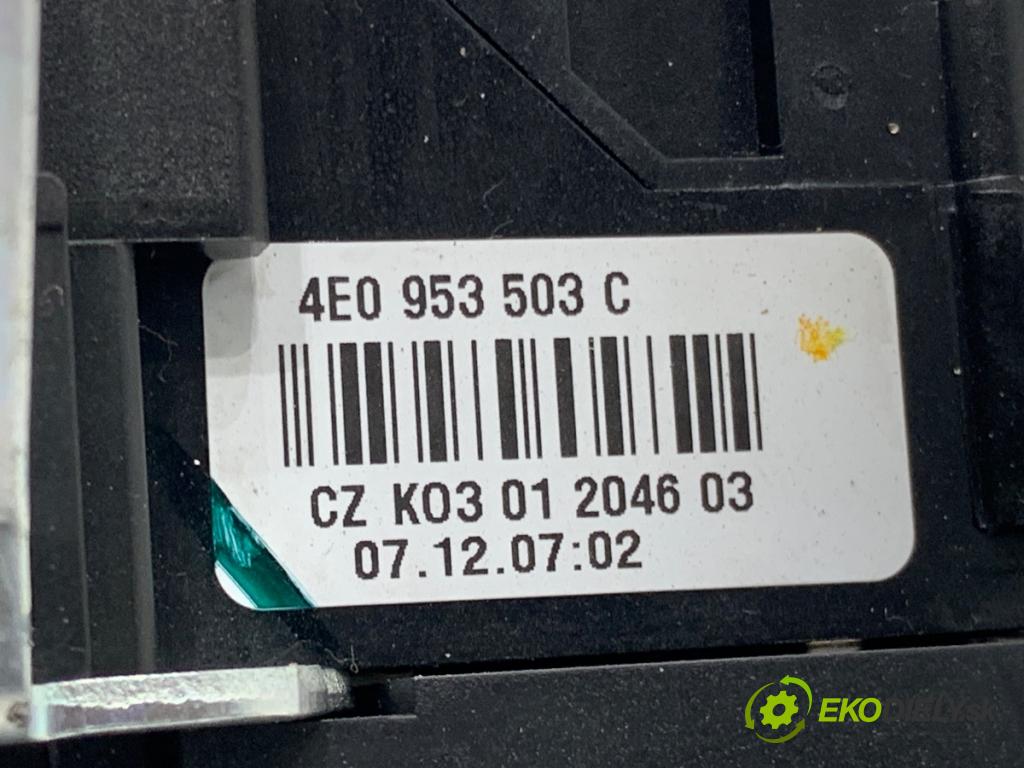 4E0 953 503 C
CZ K03 01 2046 03
07.12.07:02
EKODIELY.sk